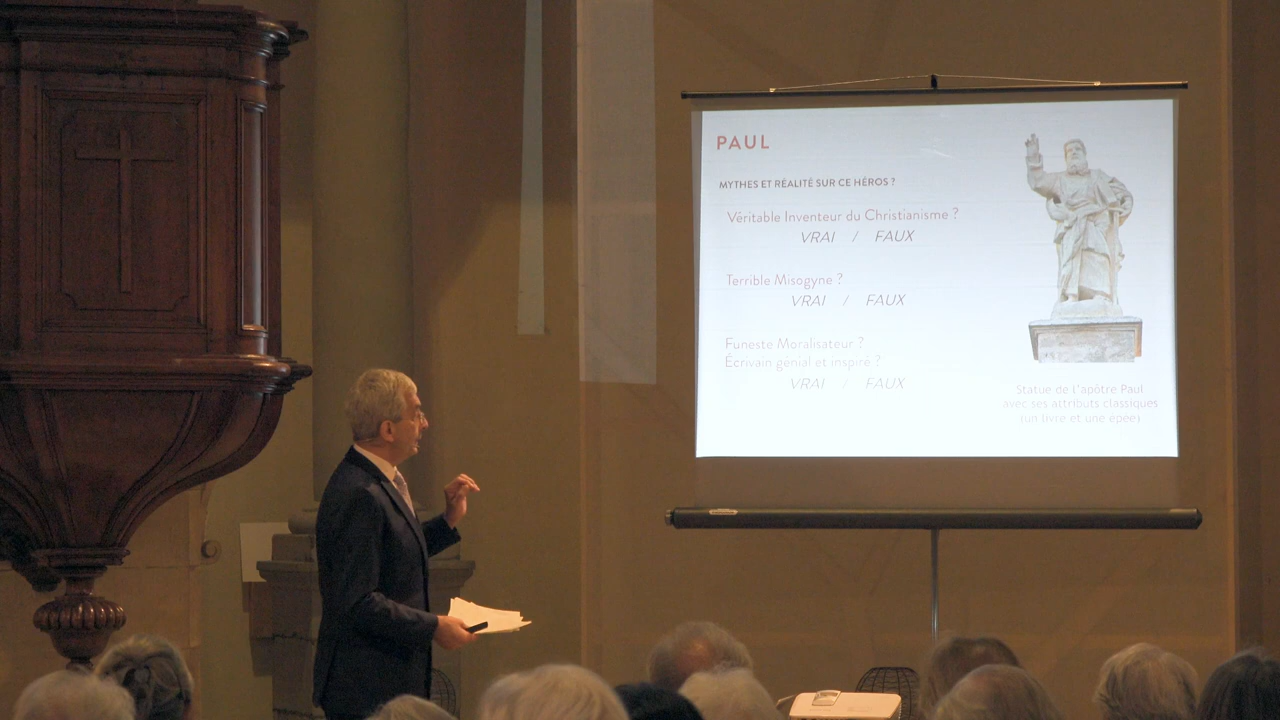 PAUL
MYTHES ET RÉALITÉ SUR CE HÉROS ?
Véritable Inventeur du Christianisme ?
VRAI / FAUX
Terrible Misogyne ?
VRAI / FAUX
Funeste Moralisateur ?
Écrivain génial et inspiré ?
VRAI / FAUX
Statue de l'apôtre Paul
avec ses attributs classiques
(un livre et une épée)